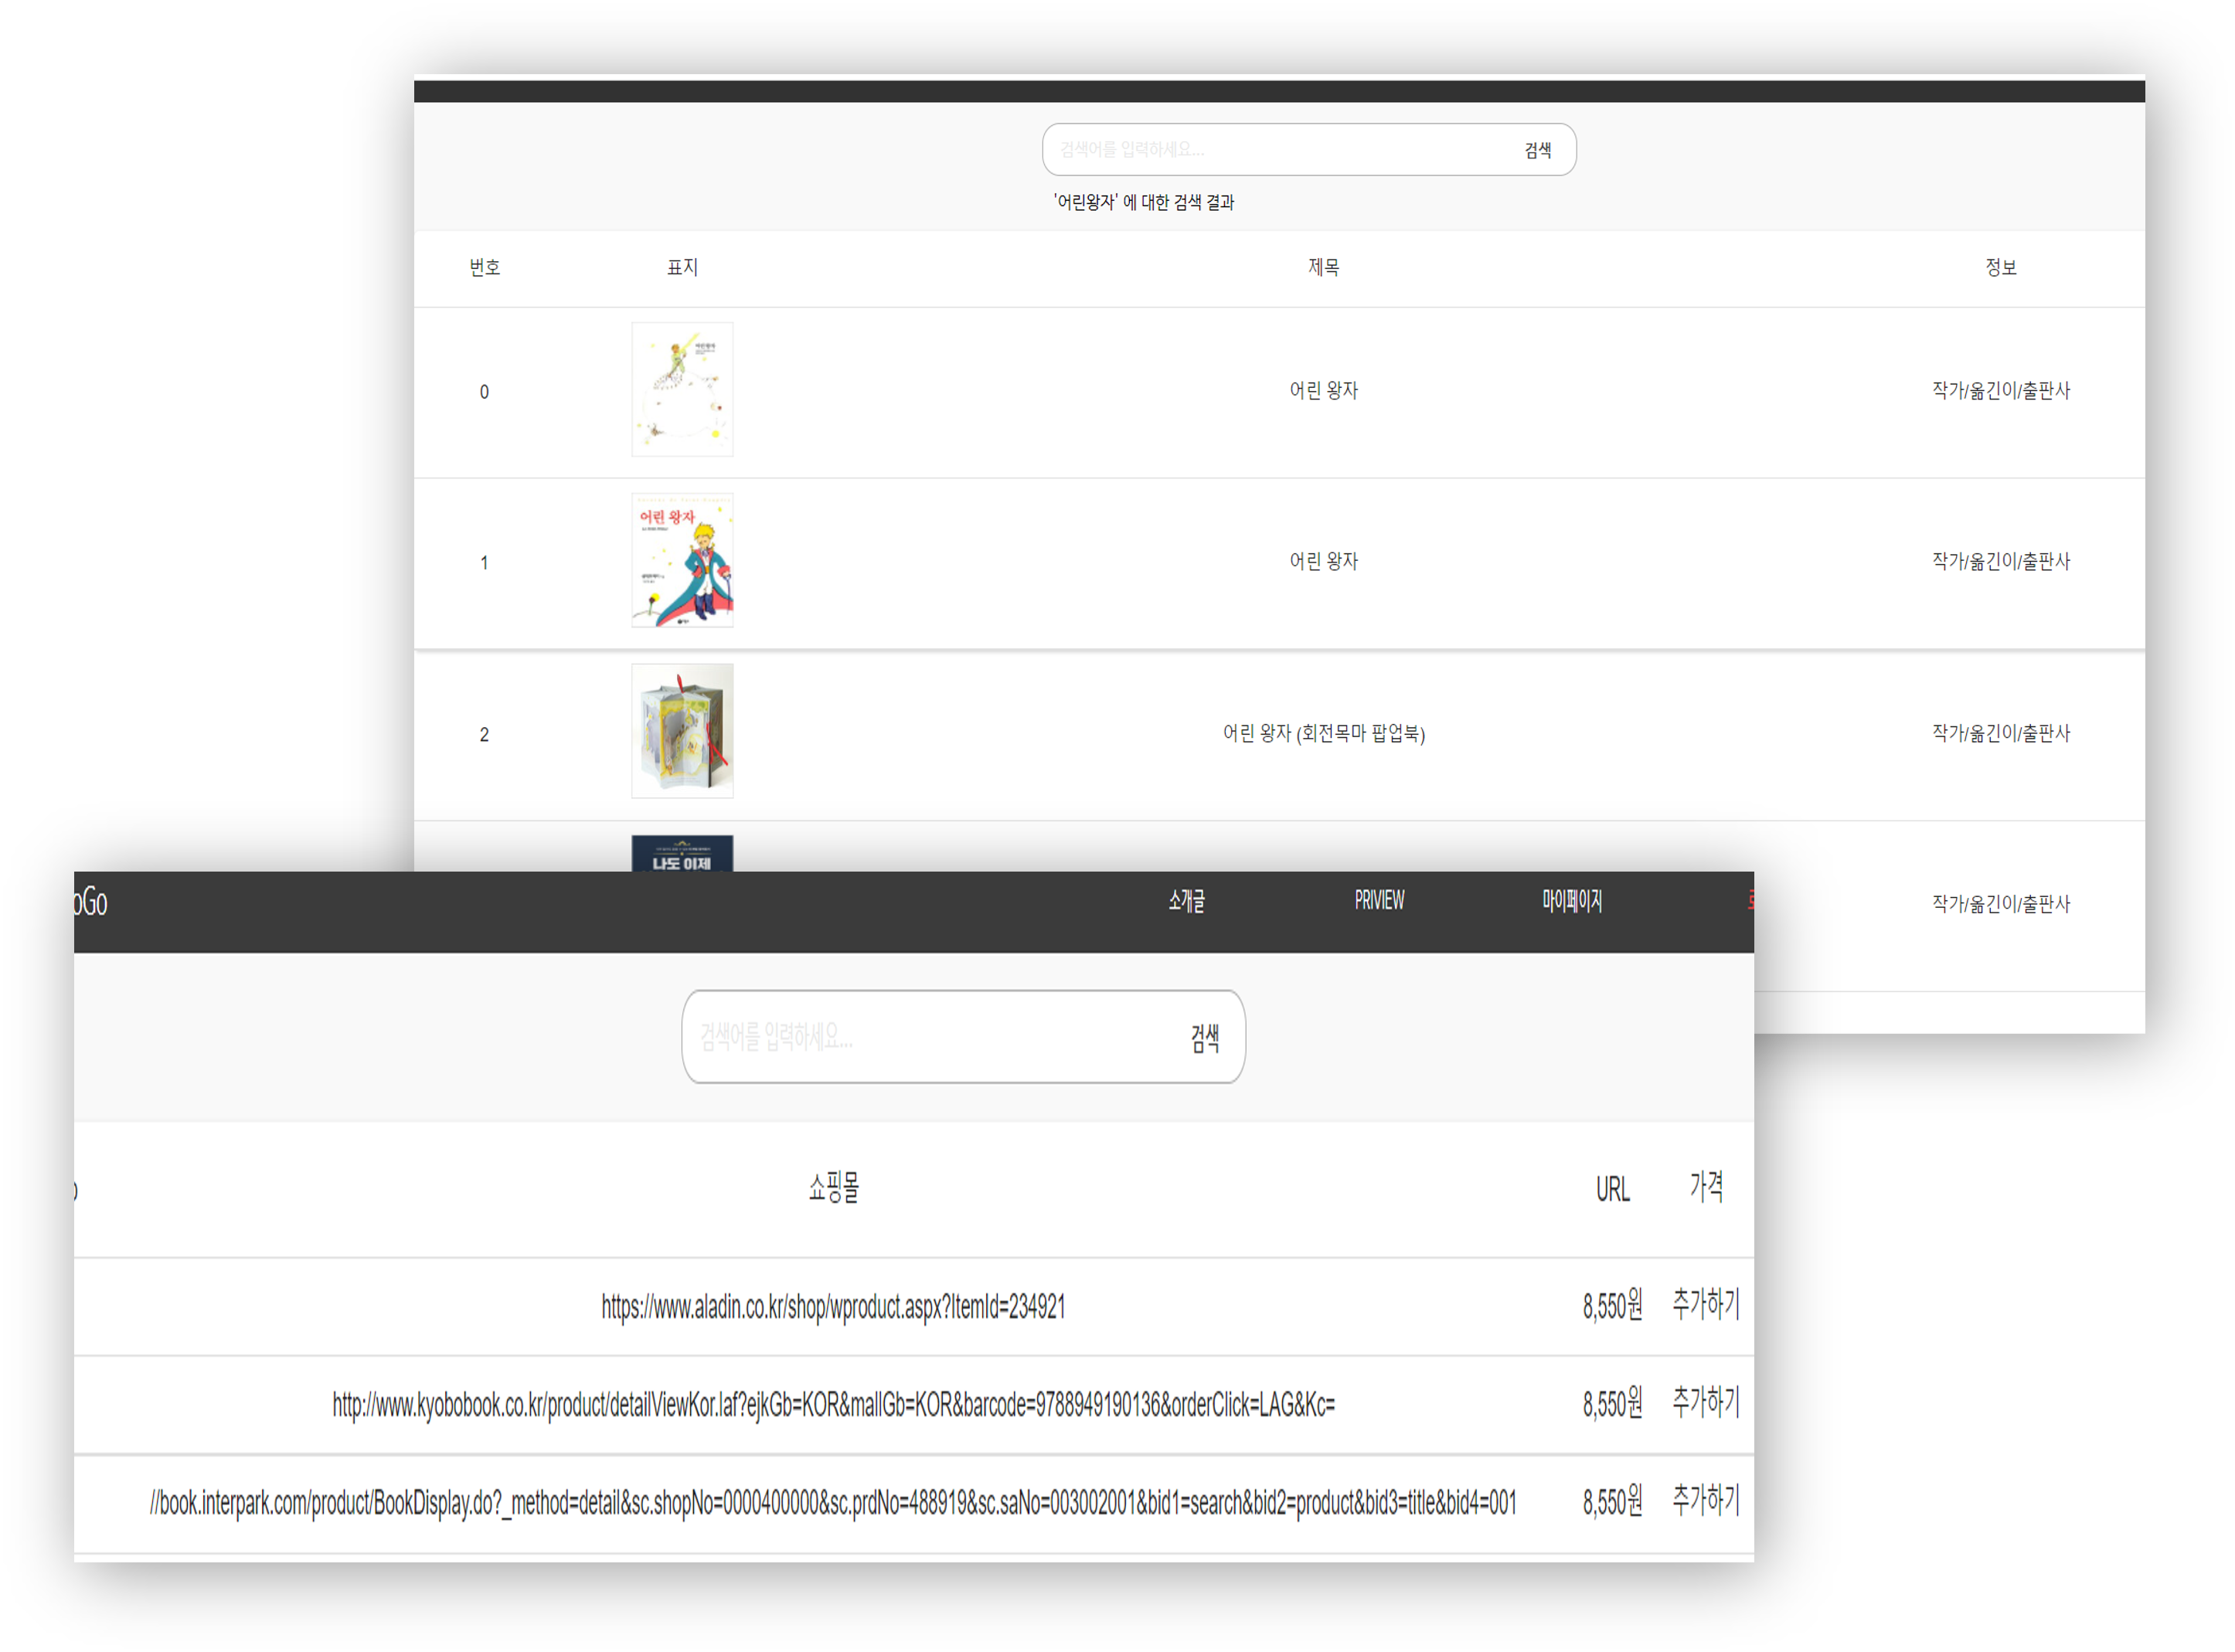 검색어를 입력하세요... 검색
'어린왕자' 에 대한 검색 결과
번호 표지 제목 정보
0 어린 왕자 작가/옮긴이/출판사
어린 왕자
1 어린 왕자 작가/옮긴이/출판사
2 어린 왕자 (회전목마 팝업북) 작가/옮긴이/출판사
나도 이제
작가/옮긴이/출판사
oGo 소개글 PRIVIEW 마이페이지
검색어를 입력하세요... 검색
쇼핑몰 URL 가격
https://www.aladin.co.kr/shop/wproduct.aspx?ItemId=234921 8,550원 추가하기
http://www.kyobobook.co.kr/product/detailViewKor.laf?ejkGb=KOR&mallGb=KOR&barcode=9788949190136&orderClick=LAG&Kc= 8,550원 추가하기
//book.interpark.com/product/BookDisplay.do?_method=detail&sc.shopNo=0000400000&sc.prdNo=488919&sc.saNo=003002001&bid1=search&bid2=product&bid3=title&bid4=001 8,550원 추가하기